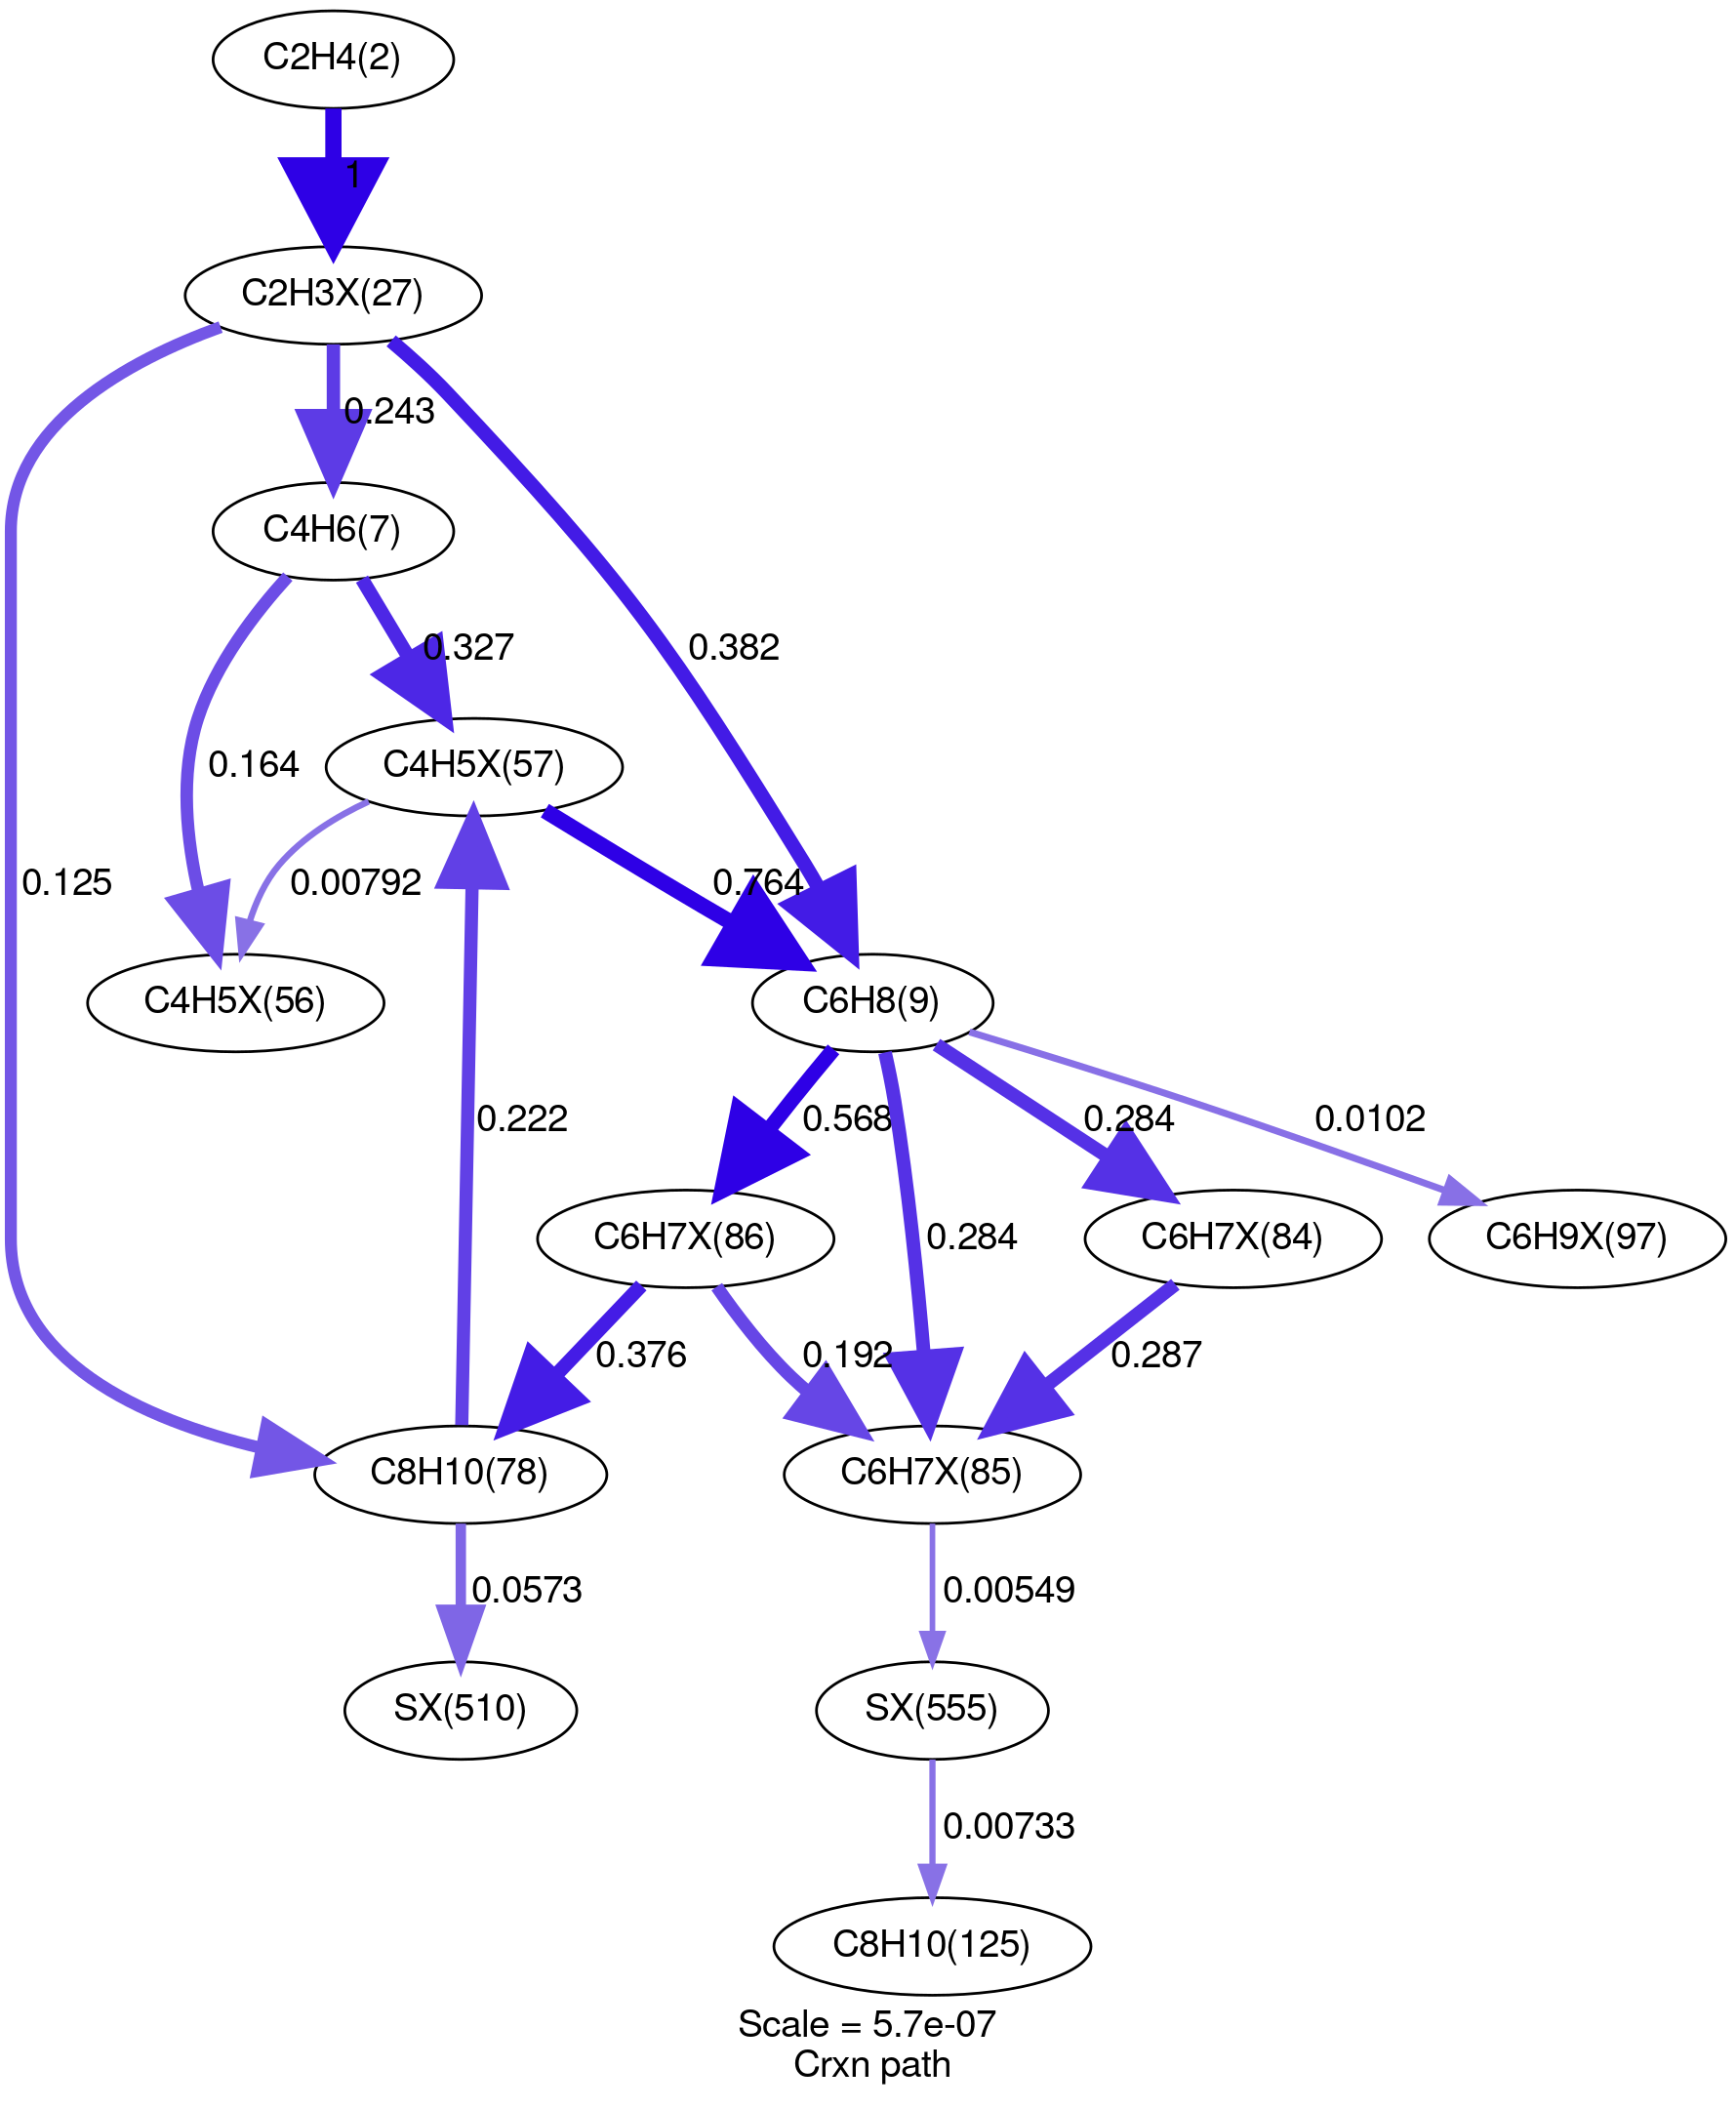 C2H4(2)
1
C2H3X(27)
0.243
C4H6(7)
0.327
0.382
0.164
C4H5X(57)
0.125
0.00792
0.764
C4H5X(56)
C6H8(9)
0.222
0.568
0.284
0.0102
C6H7X(86)
0.284
C6H7X(84)
C6H9X(97)
0.376
0.192
0.287
C8H10(78)
C6H7X(85)
0.0573
0.00549
SX(510)
SX(555)
0.00733
C8H10(125)
Scale = 5.7e-07
Crxn path